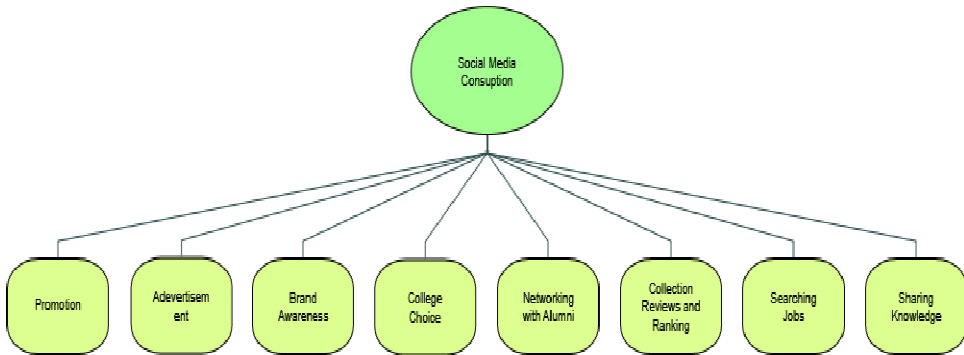 Social Media
Consuption
Promotion
Adevertisem
ent
Brand
Awareness
College
Choice
Networking
with Alumni
Collection
Reviews and
Ranking
Searching
Jobs
Sharing
Knowledge